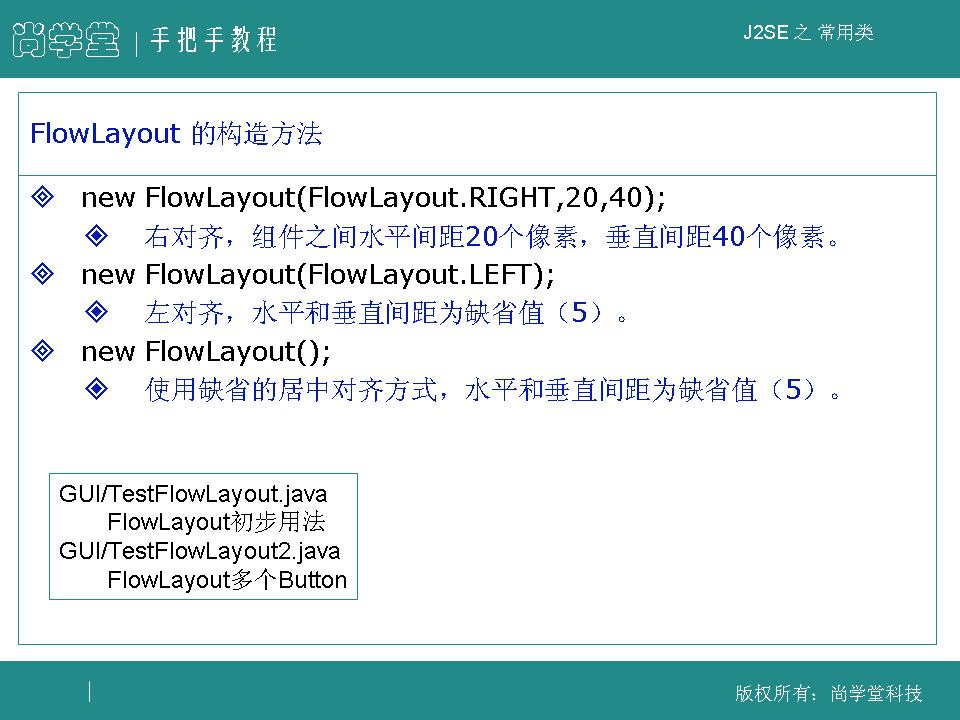 尚学堂 | 手把手教程
J2SE 之 常用类
FlowLayout 的构造方法
new FlowLayout(FlowLayout.RIGHT,20,40);
右对齐，组件之间水平间距20个像素，垂直间距40个像素。
new FlowLayout(FlowLayout.LEFT);
左对齐，水平和垂直间距为缺省值（5）。
new FlowLayout();
使用缺省的居中对齐方式，水平和垂直间距为缺省值（5）。
GUI/TestFlowLayout.java
FlowLayout初步用法
GUI/TestFlowLayout2.java
FlowLayout多个Button
版权所有：尚学堂科技